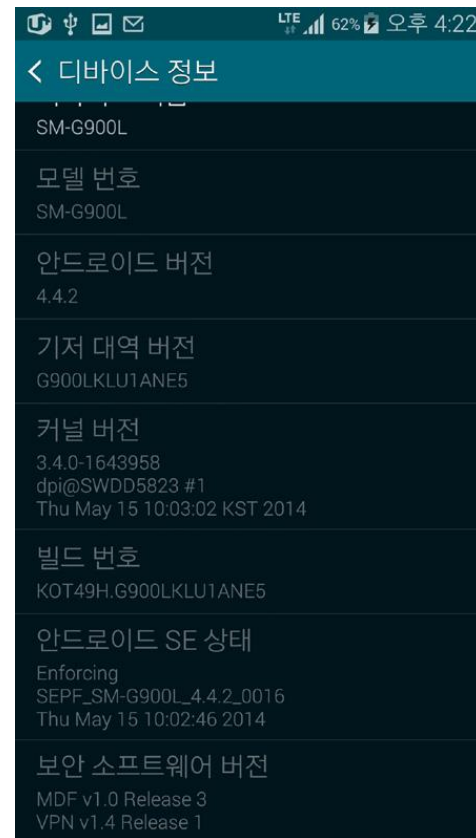 LTE 62% 오후 4:22
디바이스 정보
SM-G900L
모델 번호
SM-G900L
안드로이드 버전
4.4.2
기저 대역 버전
G900LKLU1ANE5
커널 버전
3.4.0-1643958
dpi@SWDD5823 #1
Thu May 15 10:03:02 KST 2014
빌드 번호
KOT49H.G900LKLU1ANE5
안드로이드 SE 상태
Enforcing
SEPF_SM-G900L_4.4.2_0016
Thu May 15 10:02:46 2014
보안 소프트웨어 버전
MDF v1.0 Release 3
VPN v1.4 Release 1